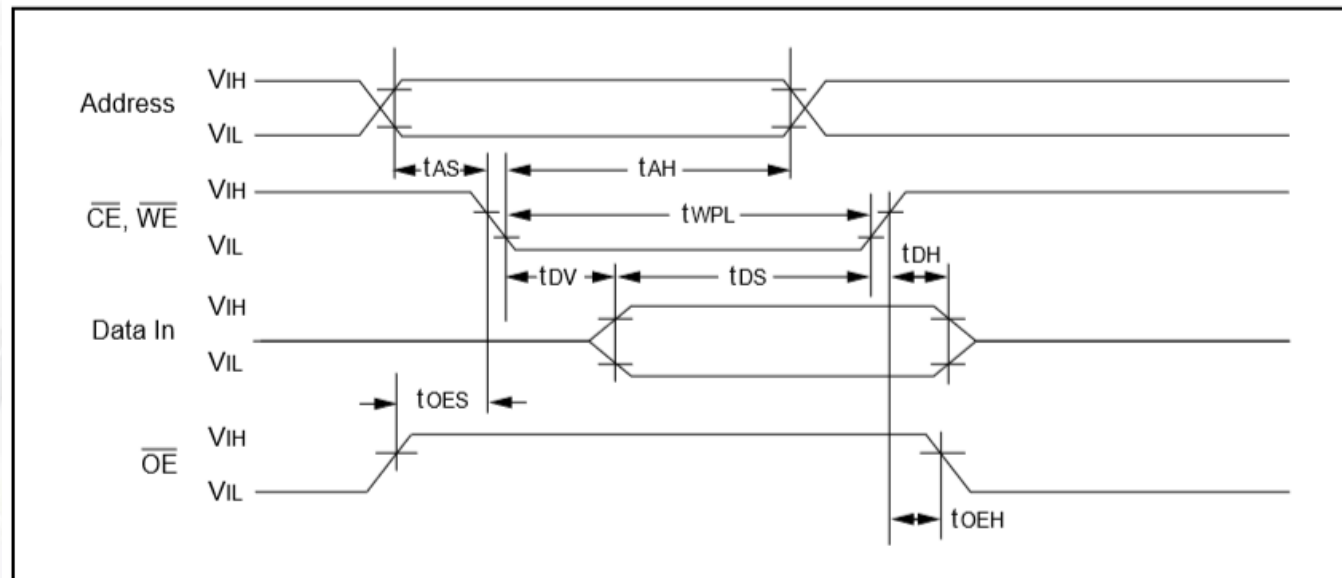 VIH
Address
VIL
tAS tAH
VIH
CE, WE
tWPL
VIL
tDH
tDV tDS
VIH
Data In
VIL
tOES
VIH
OE
VIL
tOEH